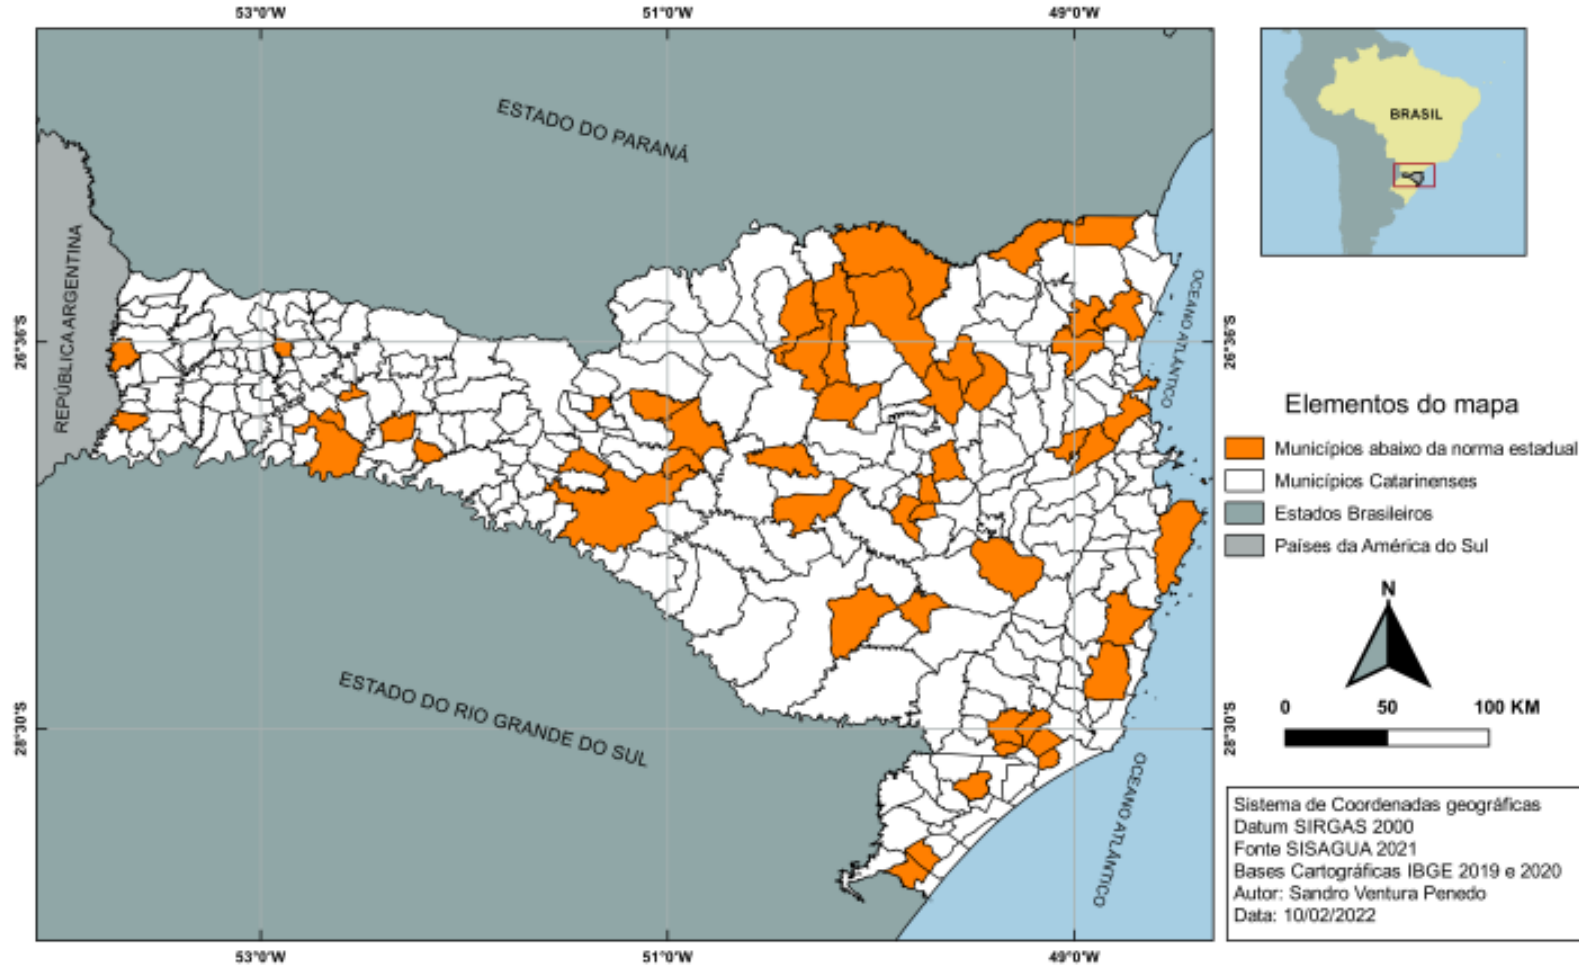 53°0'W
51°0'W
49°0'W
ESTADO DO PARANÁ
BRASIL
REPÚBLICA ARGENTINA
OCEANO ATLÂNTICO
26°36'S
26°36'S
Elementos do mapa
Municípios abaixo da norma estadual
Municípios Catarinenses
Estados Brasileiros
Países da América do Sul
N
ESTADO DO RIO GRANDE DO SUL
0 50 100 KM
28°30'S
28°30'S
OCEANO ATLÂNTICO
Sistema de Coordenadas geográficas
Datum SIRGAS 2000
Fonte SISAGUA 2021
Bases Cartográficas IBGE 2019 e 2020
Autor: Sandro Ventura Penedo
Data: 10/02/2022
53°0'W
51°0'W
49°0'W